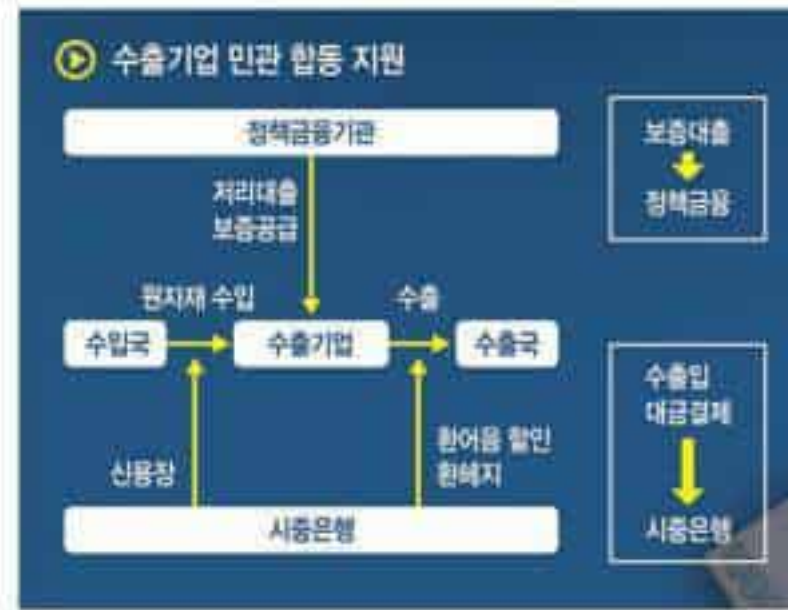 수출기업 민관 합동 지원
정책금융기관
저리대출
보증공급
원자재 수입
수출
수입국
수출기업
수출국
신용장
환어음 할인
환헤지
시중은행
보증대출
정책금융
수출입
대금결제
시중은행